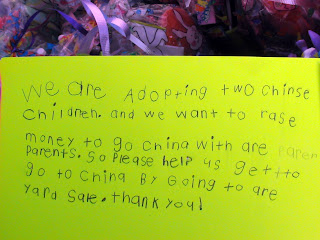 we are Adopting two Chinse
Children. and we want to rase
money to go China with are Paren
Parents. So Please help us get to
go to China By Going to are
yard Sale. thank you!